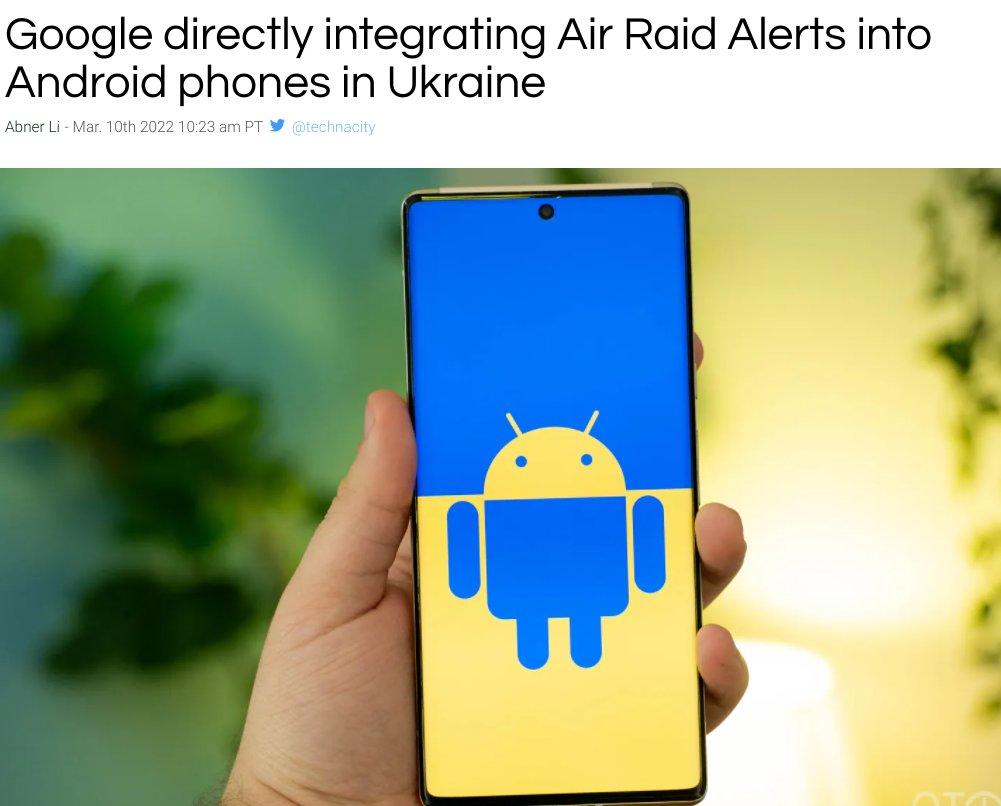 Google directly integrating Air Raid Alerts into
Android phones in Ukraine
Abner Li - Mar. 10th 2022 10:23 am PT @technacity